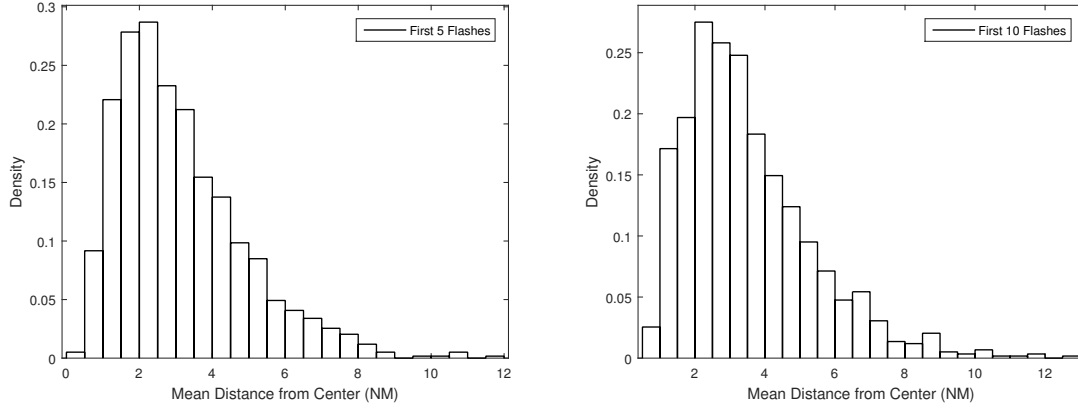 0.3
0.25
0.2
0.15
0.1
0.05
0
Density
First 5 Flashes
0 2 4 6 8 10 12
Mean Distance from Center (NM)
0.25
0.2
0.15
0.1
0.05
0
Density
First 10 Flashes
2 4 6 8 10 12
Mean Distance from Center (NM)